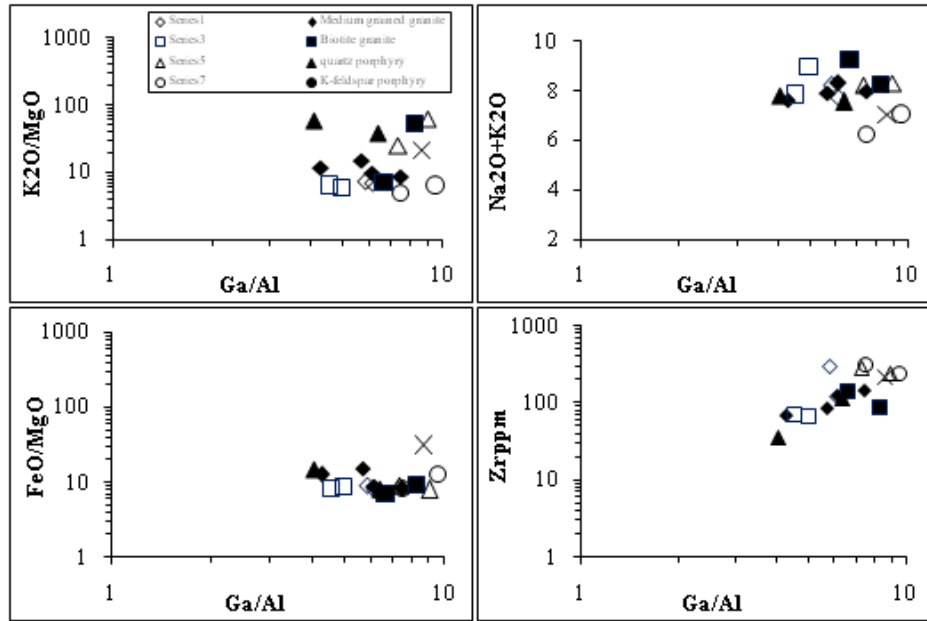 1000
100
10
1
K2O/MgO
Series1
Medium grained granite
Series3
Biotite granite
Series5
quartz porphyry
Series7
K-feldspar porphyry
1
10
Ga/Al
10
8
6
4
2
Na2O+K2O
1
10
Ga/Al
1000
100
10
1
FeO/MgO
1
10
Ga/Al
1000
100
10
1
Zrppm
1
10
Ga/Al